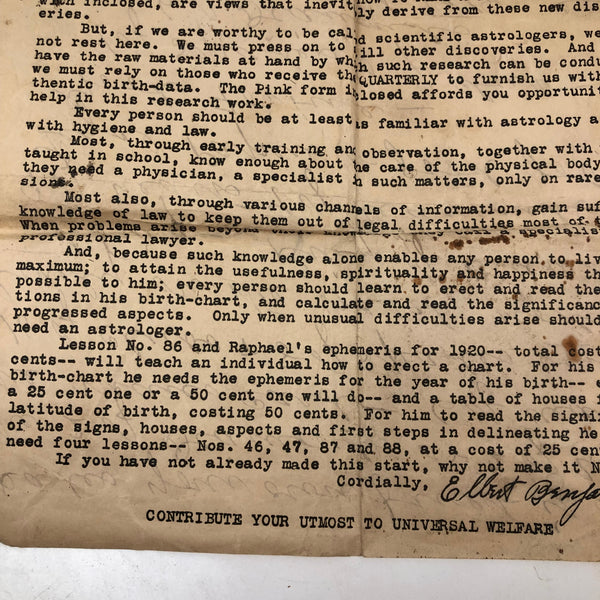 with inclosed, are views that inevit
ly derive from these new dis
eries.
But, if we are worthy to be cal d scientific astrologers, we
not rest here. We must press on to ill other discoveries. And
have the raw materials at hand by wh h such research can be condu
we must rely on those who receive th QUARTERLY to furnish us with
thentic birth-data. The Pink form i closed affords you opportunit
help in this research work.
Every person should be at least as familiar with astrology a
with hygiene and law.
Most, through early training and observation, together with
taught in school, know enough about the care of the physical body
they need a physician, a specialist in such matters, only on rare
sions.
Most also, through various channels of information, gain suf
knowledge of law to keep them out of legal difficulties most of
When problems arise beyond specialis
professional lawyer.
And, because such knowledge alone enables any person to liv
maximum; to attain the usefulness, spirituality and happiness th
possible to him; every person should learn to erect and read the
tions in his birth-chart, and calculate and read the significanc
progressed aspects. Only when unusual difficulties arise should
need an astrologer.
Lesson No. 86 and Raphael's ephemeris for 1920-- total cost
cents-- will teach an individual how to erect a chart. For his
birth-chart he needs the ephemeris for the year of his birth-- e
a 25 cent one or a 50 cent one will do-- and a table of houses
latitude of birth, costing 50 cents. For him to read the signi
of the signs, houses, aspects and first steps in delineating he
need four lessons-- Nos. 46, 47, 87 and 88, at a cost of 25 cen
If you have not already made this start, why not make it N
Cordially, Elbert Benja
CONTRIBUTE YOUR UTMOST TO UNIVERSAL WELFARE